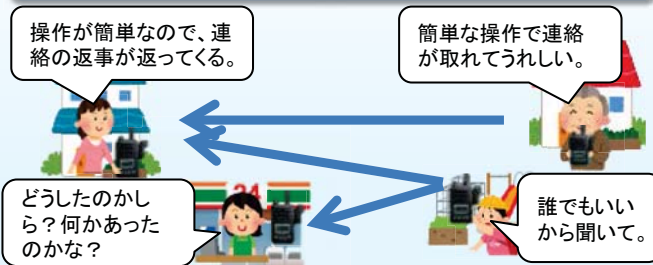 操作が簡単なので、連
絡の返事が返ってくる。
簡単な操作で連絡
が取れてうれしい。
どうしたのかし
ら？何かあった
のかな？
24
誰でもいい
から聞いて。